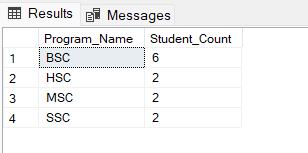 Results Messages
Program_Name Student_Count
1 BSC 6
2 HSC 2
3 MSC 2
4 SSC 2